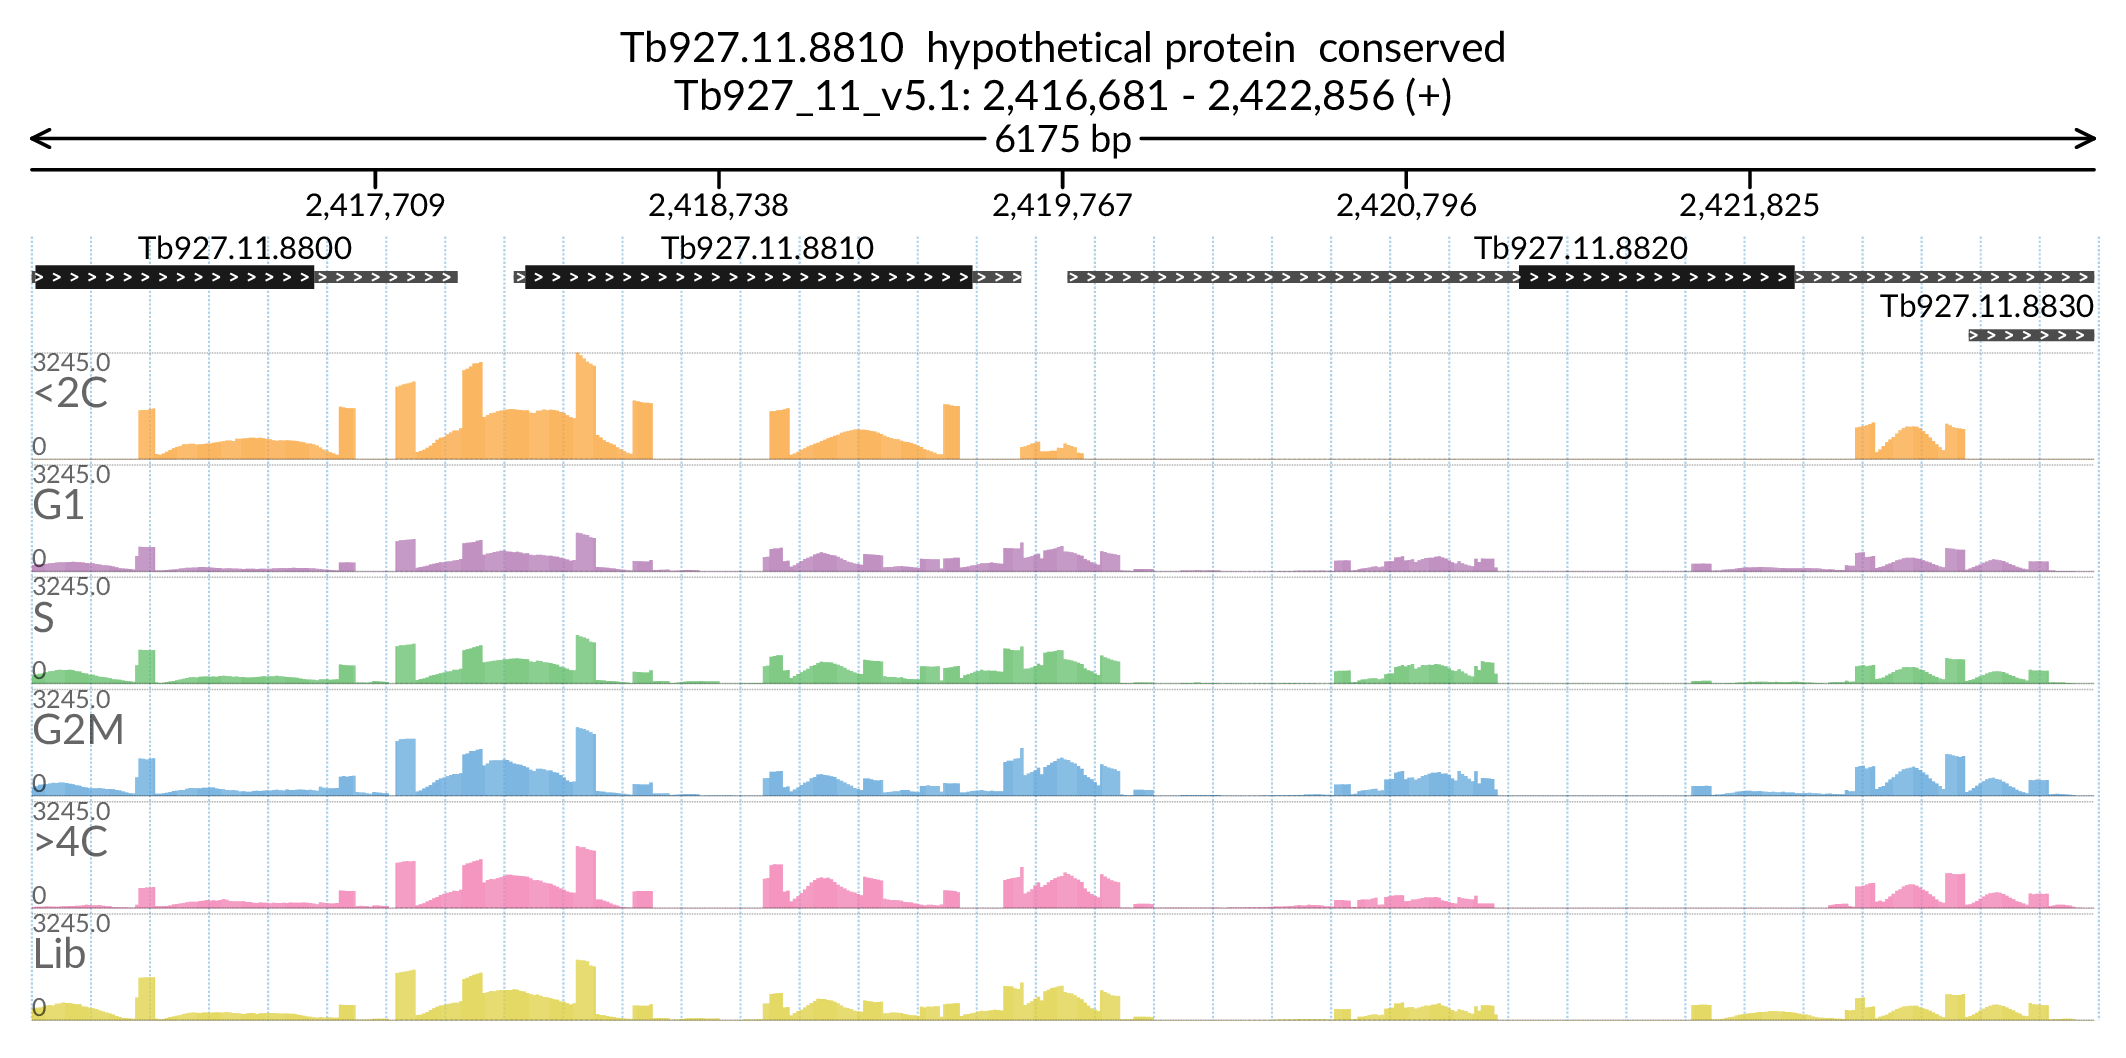 Tb927.11.8810  hypothetical protein  conserved
Tb927_11_v5.1: 2,416,681 - 2,422,856 (+)
6175 bp
2,417,709 2,418,738 2,419,767 2,420,796 2,421,825
Tb927.11.8800 Tb927.11.8810 Tb927.11.8820
Tb927.11.8830
3245.0
<2C
0
3245.0
G1
0
3245.0
S
0
3245.0
G2M
0
3245.0
>4C
0
3245.0
Lib
0